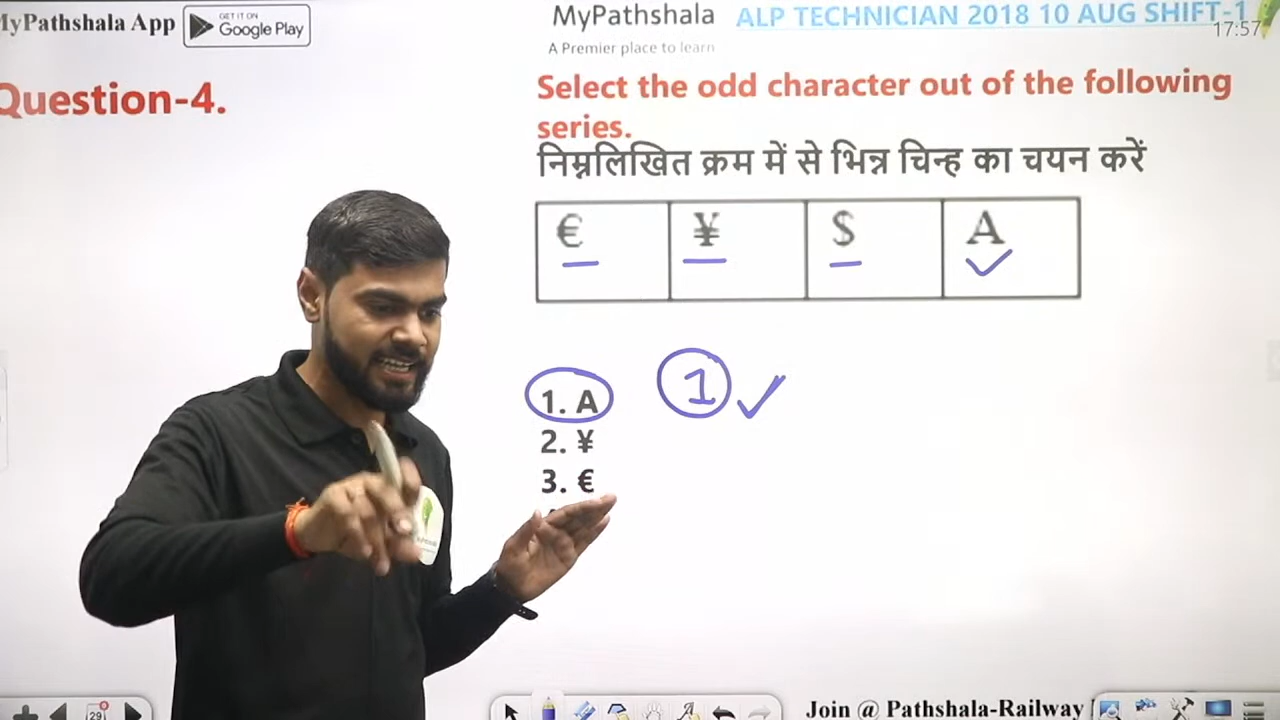 MyPathshala App
GET IT ON
Google Play
MyPathshala
A Premier place to learn
ALP TECHNICIAN 2018 10 AUG SHIFT-1
17:57
Question-4.
Select the odd character out of the following
series.
निम्नलिखित क्रम में से भिन्न चिन्ह का चयन करें
€ ¥ $ A
1. A
1
2. ¥
3. €
29
Join @ Pathshala-Railway